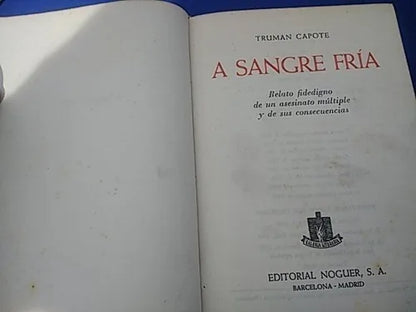 TRUMAN CAPOTE
A SANGRE FRÍA
Relato fidedigno
de un asesinato múltiple
y de sus consecuencias
EDITORIAL NOGUER, S. A.
BARCELONA - MADRID